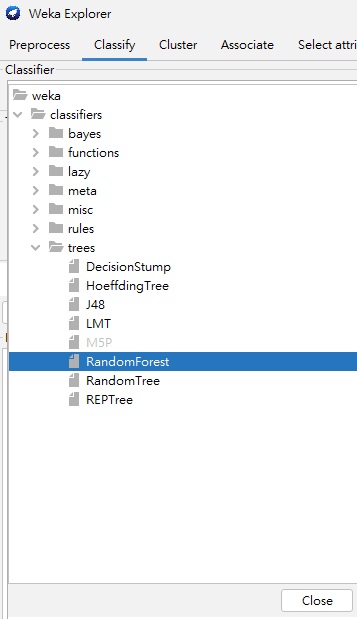 Weka Explorer
Preprocess Classify Cluster Associate Select attri
Classifier
weka
classifiers
bayes
functions
lazy
meta
misc
rules
trees
DecisionStump
HoeffdingTree
J48
LMT
M5P
RandomForest
RandomTree
REPTree
Close